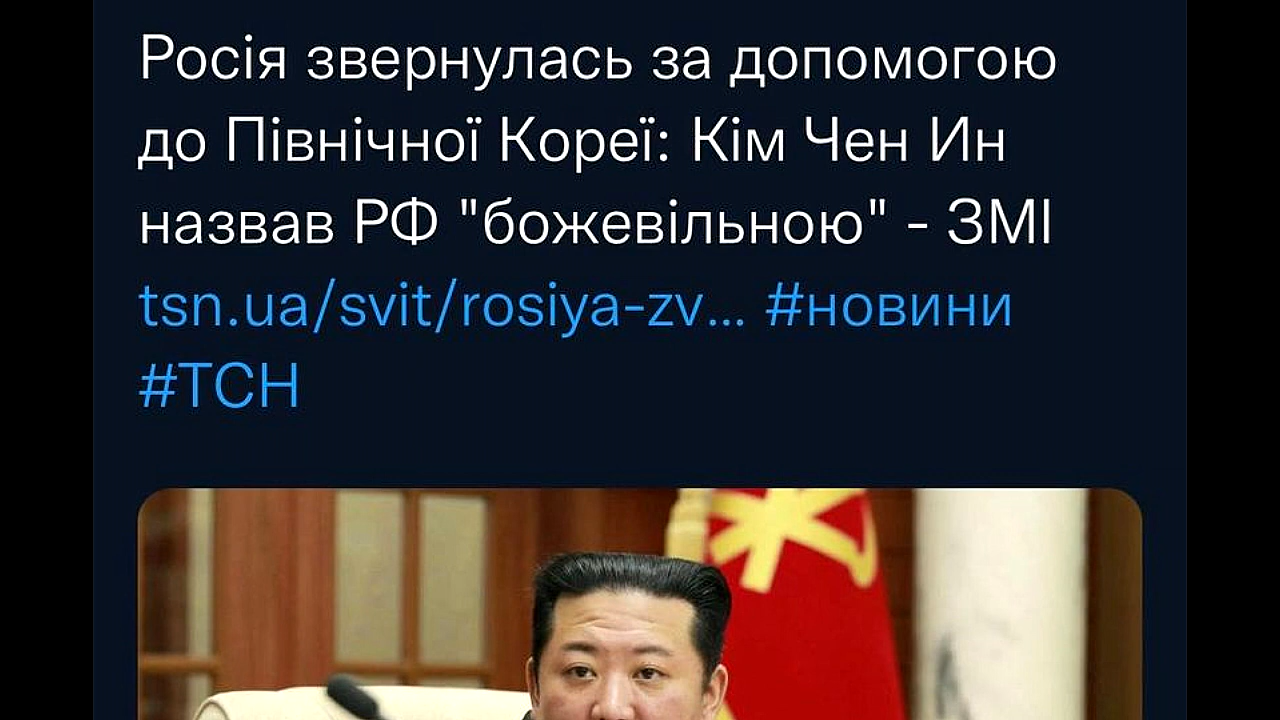 Росія звернулась за допомогою
до Північної Кореї: Кім Чен Ин
назвав РФ "божевільною" - ЗМІ
tsn.ua/svit/rosiya-zv... #новини
#ТСН